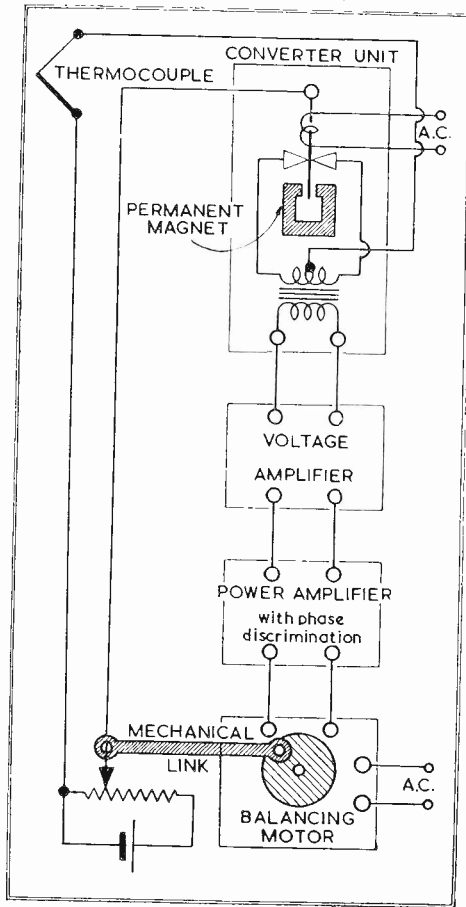 CONVERTER UNIT
THERMOCOUPLE
A.C.
PERMANENT
MAGNET
VOLTAGE
AMPLIFIER
POWER AMPLIFIER
with phase
discrimination
MECHANICAL
LINK
A.C.
BALANCING
MOTOR